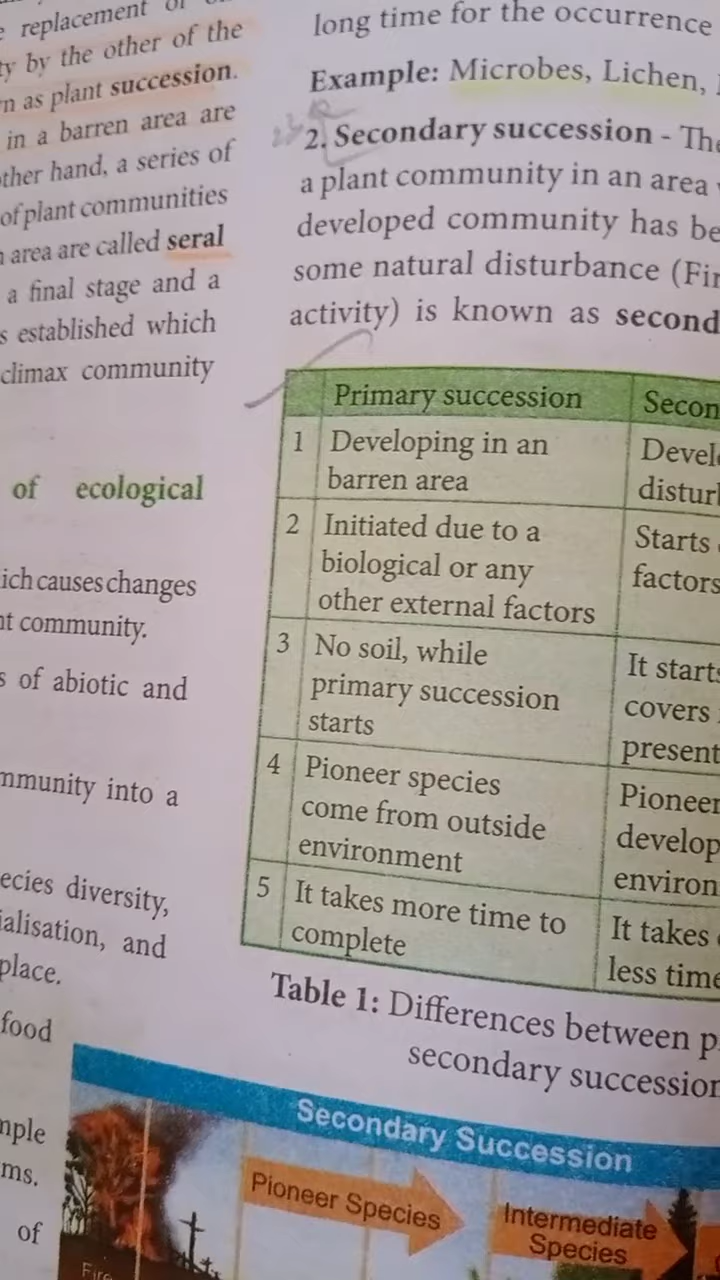 replacement
ty by the other of the
n as plant succession.
in a barren area are
other hand, a series of
of plant communities
area are called seral
a final stage and a
s established which
climax community
of ecological
ich causes changes
nt community.
s of abiotic and
mmunity into a
ecies diversity,
ialisation, and
place.
food
mple
ms.
of
long time for the occurrence
Example: Microbes, Lichen,
2. Secondary succession - The
a plant community in an area
developed community has be
some natural disturbance (Fir
activity) is known as second
Primary succession
Secon
1 Developing in an
barren area
Devel
distur
2 Initiated due to a
biological or any
other external factors
Starts
factors
3 No soil, while
primary succession
starts
It starts
covers
present
4 Pioneer species
come from outside
environment
Pioneer
develop
environ
5 It takes more time to
complete
It takes
less time
Table 1: Differences between p
secondary succession
Secondary Succession
Pioneer Species
Intermediate
Species
Fire